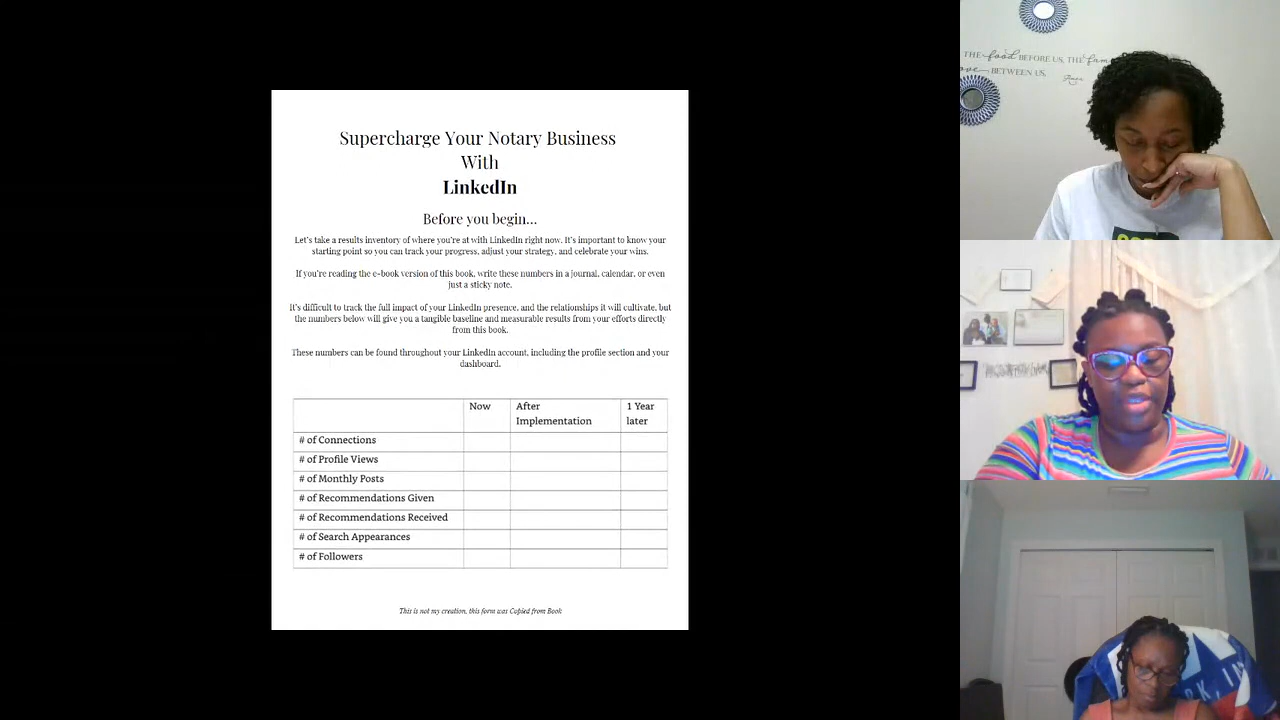 Supercharge Your Notary Business
With
LinkedIn
Before you begin...
Let's take a results inventory of where you're at with LinkedIn right now. It's important to know your
starting point so you can track your progress, adjust your strategy, and celebrate your wins.
If you're reading the e-book version of this book, write these numbers in a journal, calendar, or even
just a sticky note.
It's difficult to track the full impact of your LinkedIn presence, and the relationships it will cultivate, but
the numbers below will give you a tangible baseline and measurable results from your efforts directly
from this book.
These numbers can be found throughout your LinkedIn account, including the profile section and your
dashboard.
Now After Implementation 1 Year later
# of Connections
# of Profile Views
# of Monthly Posts
# of Recommendations Given
# of Recommendations Received
# of Search Appearances
# of Followers
This is not my creation, this form was Copied from Book
THE food BEFORE US, THE
BETWEEN US,